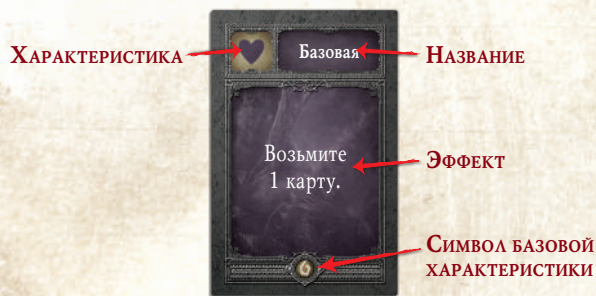 Характеристика
Базовая
Название
Возьмите
1 карту.
Эффект
Символ базовой
характеристики